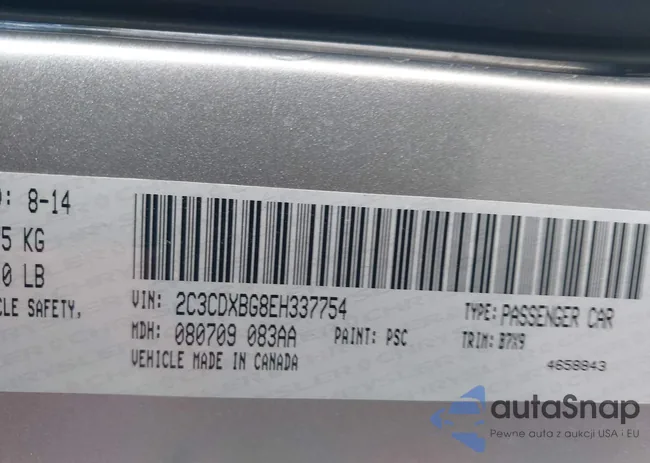 D: 8-14
5 KG
0 LB
CLE SAFETY,
VIN: 2C3CDXBG8EH337754
TYPE: PASSENGER CAR
MDH: 080709 083AA
PAINT: PSC
TRIM: B7X9
VEHICLE MADE IN CANADA
4658843
autaSnap
Pewne auta z aukcji USA i EU